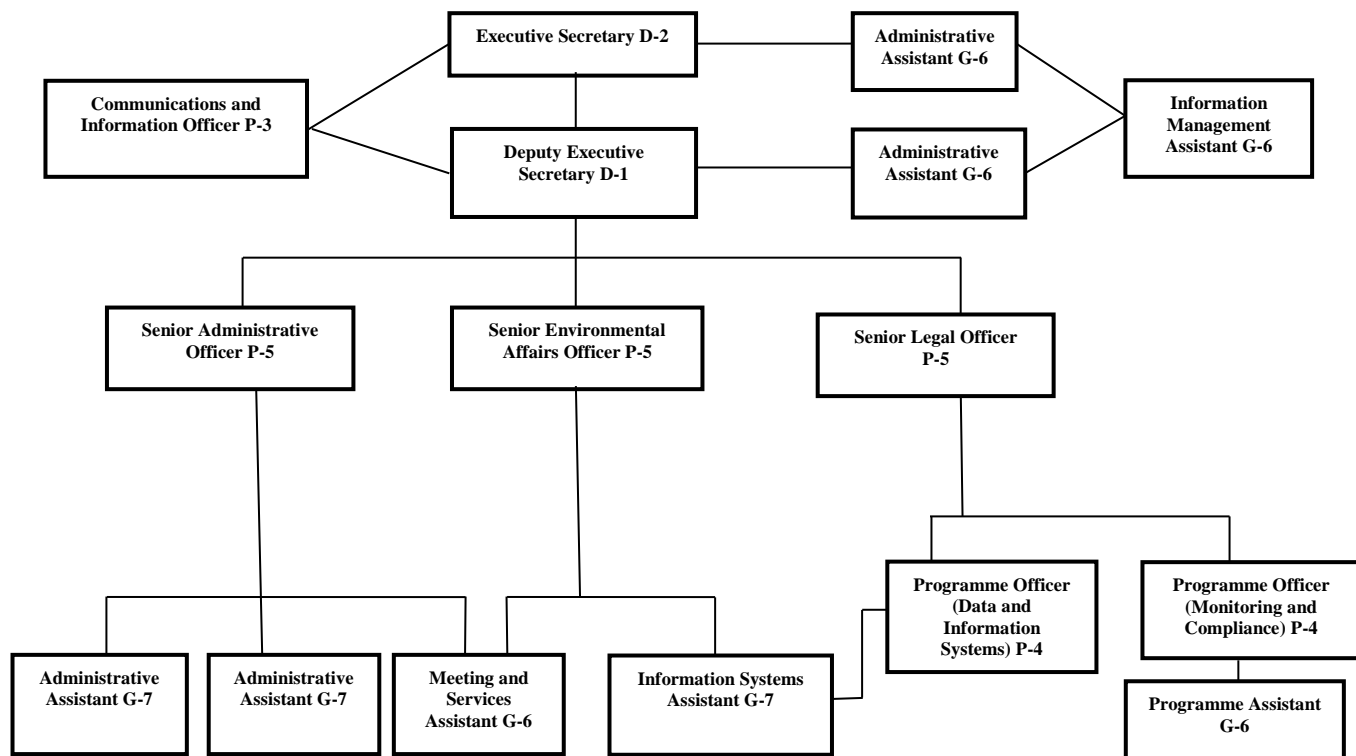 Executive Secretary D-2
Administrative
Assistant G-6
Communications and
Information Officer P-3
Information
Management
Assistant G-6
Deputy Executive
Secretary D-1
Administrative
Assistant G-6
Senior Administrative
Officer P-5
Senior Environmental
Affairs Officer P-5
Senior Legal Officer
P-5
Programme Officer
(Data and
Information
Systems) P-4
Programme Officer
(Monitoring and
Compliance) P-4
Administrative
Assistant G-7
Administrative
Assistant G-7
Meeting and
Services
Assistant G-6
Information Systems
Assistant G-7
Programme Assistant
G-6